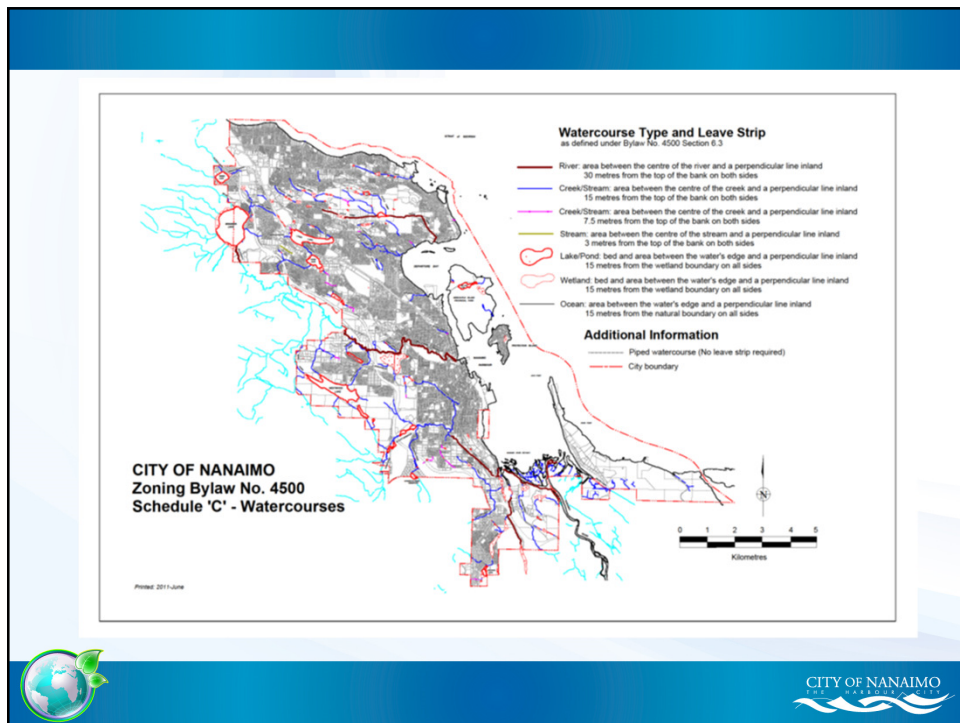 Watercourse Type and Leave Strip
as defined under Bylaw No. 4500 Section 6.3
River: area between the centre of the river and a perpendicular line inland
30 metres from the top of the bank on both sides
Creek/Stream: area between the centre of the creek and a perpendicular line inland
15 metres from the top of the bank on both sides
Creek/Stream: area between the centre of the creek and a perpendicular line inland
7.5 metres from the top of the bank on both sides
Stream: area between the centre of the stream and a perpendicular line inland
3 metres from the top of the bank on both sides
Lake/Pond: bed and area between the water's edge and a perpendicular line inland
15 metres from the wetland boundary on all sides
Wetland: bed and area between the water's edge and a perpendicular line inland
15 metres from the wetland boundary on all sides
Ocean: area between the water's edge and a perpendicular line inland
15 metres from the natural boundary on all sides
Additional Information
Piped watercourse (No leave strip required)
City boundary
DEPARTURE BAY
CITY OF NANAIMO
Zoning Bylaw No. 4500
Schedule 'C' - Watercourses
N
0 1 2 3 4 5
Kilometres
Printed: 2011-June
CITY OF NANAIMO
THE HARBOUR CITY